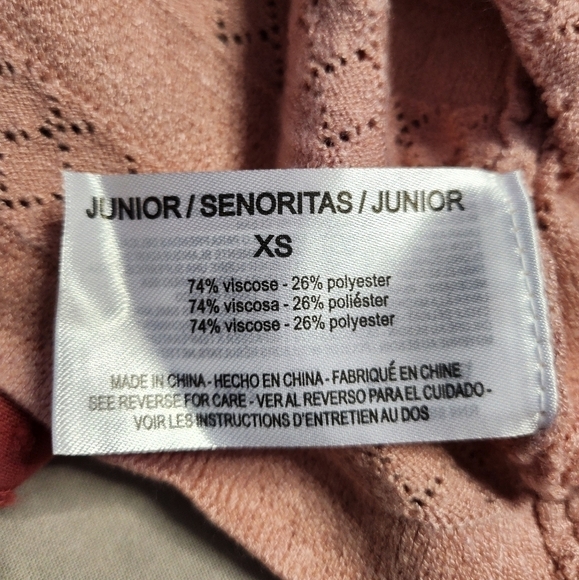 JUNIOR / SENORITAS / JUNIOR
XS
74% viscose - 26% polyester
74% viscosa - 26% poliéster
74% viscose - 26% polyester
MADE IN CHINA - HECHO EN CHINA - FABRIQUÉ EN CHINE
SEE REVERSE FOR CARE - VER AL REVERSO PARA EL CUIDADO -
VOIR LES INSTRUCTIONS D'ENTRETIEN AU DOS